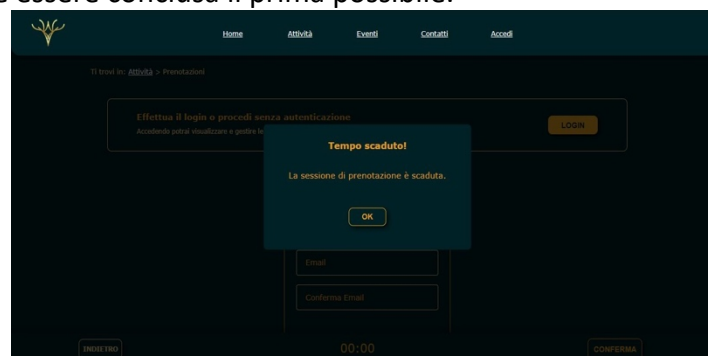 essere conclusa il prima possibile.
Home Attività Eventi Contatti Accedi
Ti trovi in: Attività > Prenotazioni
Effettua il login o procedi senza autenticazione
Accedendo potrai visualizzare e gestire le
LOGIN
Tempo scaduto!
La sessione di prenotazione è scaduta.
OK
Email
Conferma Email
INDIETRO 00:00 CONFERMA